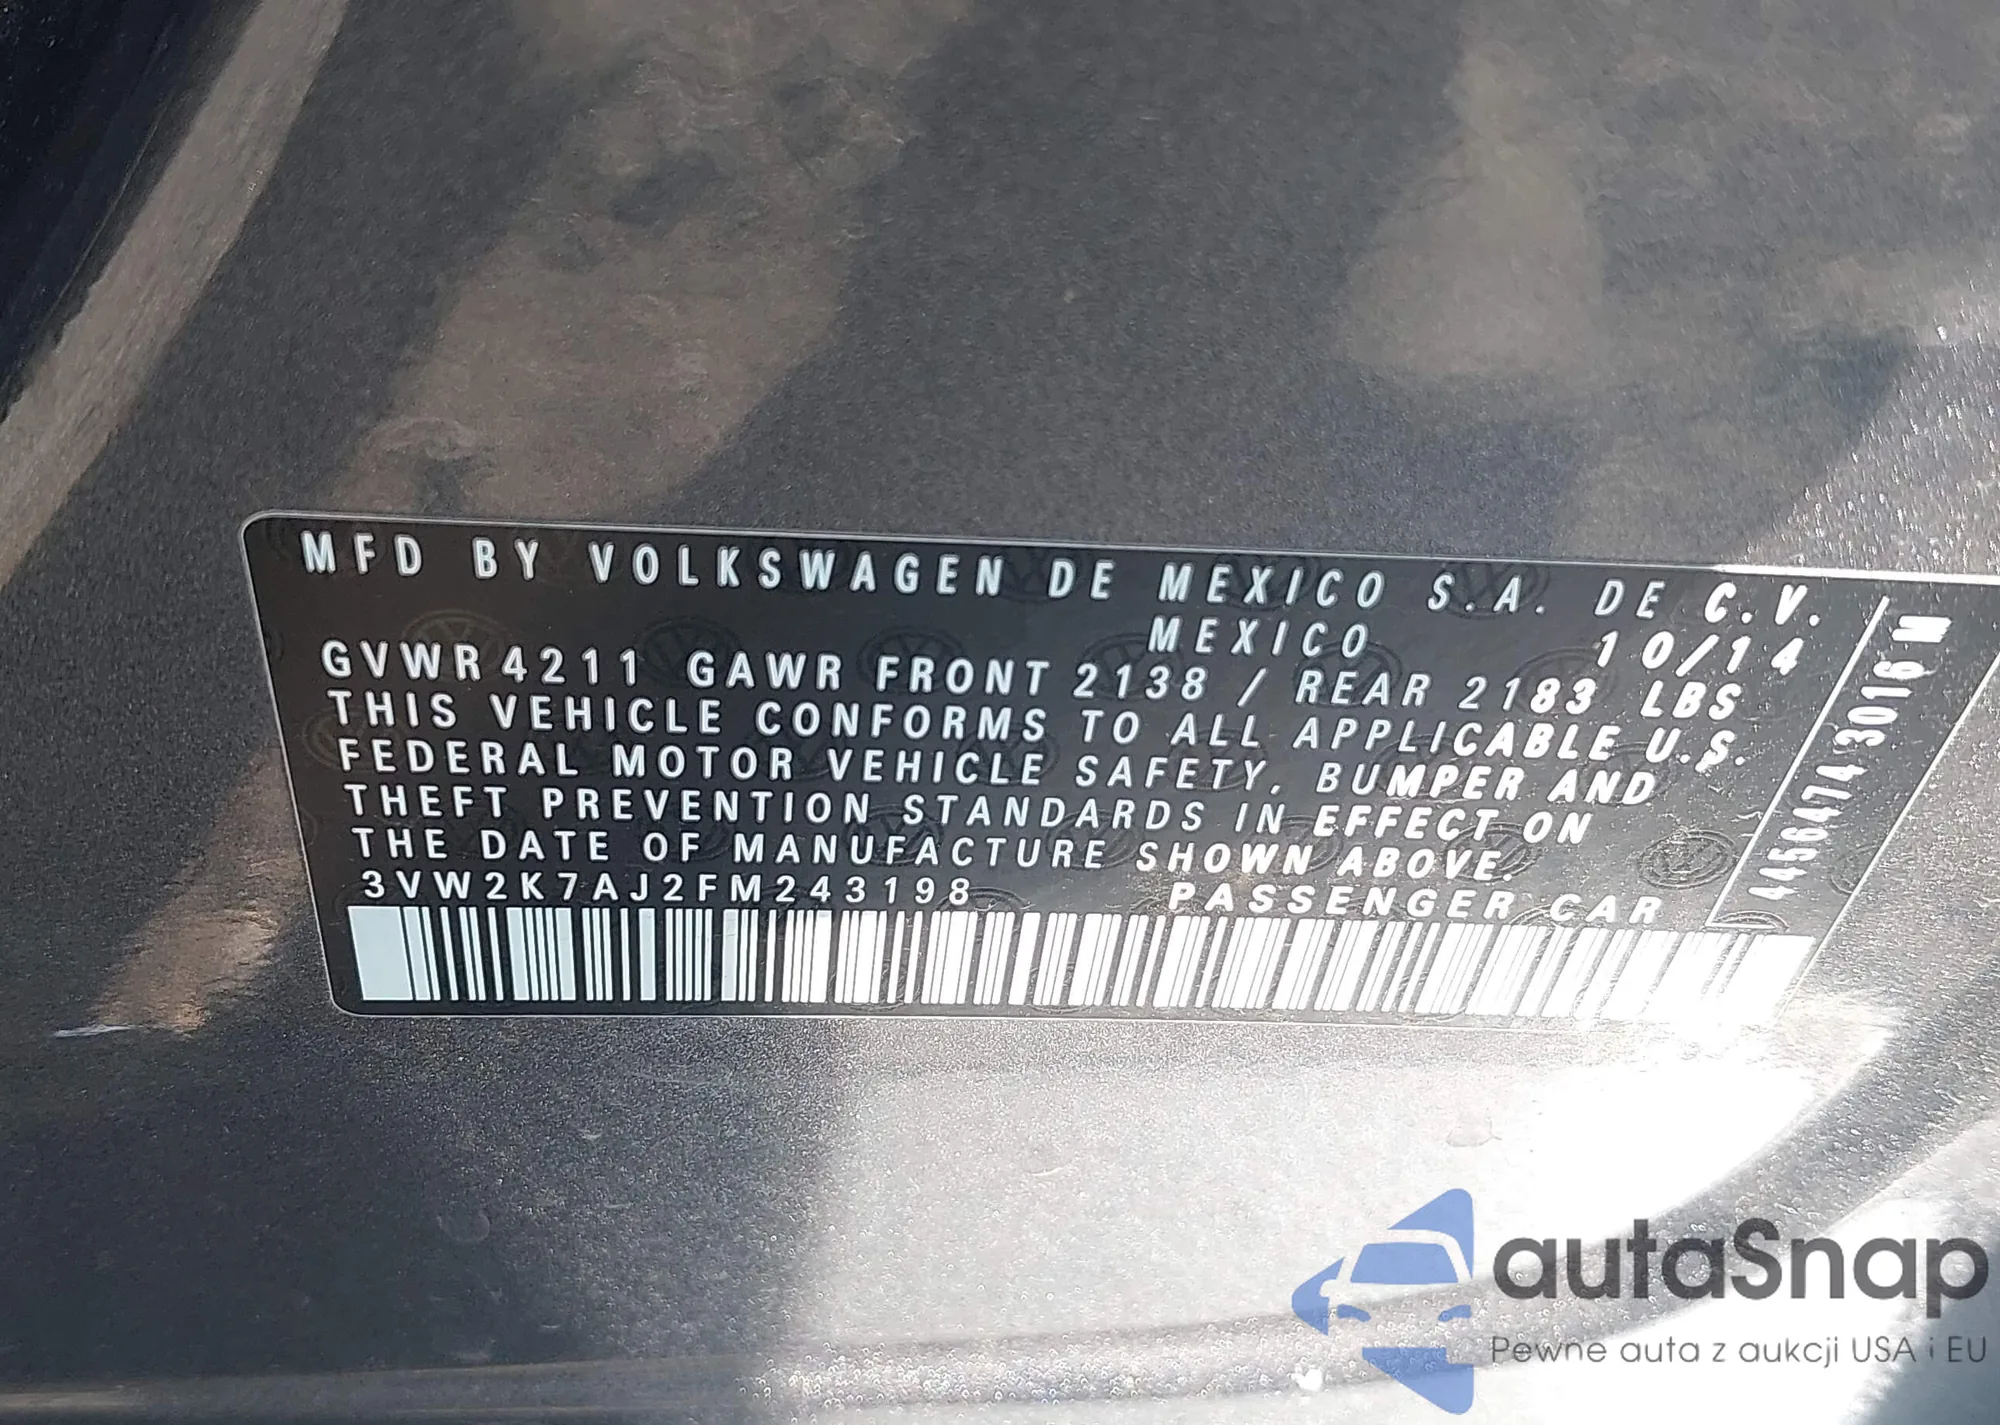 MFD BY VOLKSWAGEN DE MEXICO S.A. DE C.V.
MEXICO 10/14
GVWR 4211 GAWR FRONT 2138 / REAR 2183 LBS
THIS VEHICLE CONFORMS TO ALL APPLICABLE U.S.
FEDERAL MOTOR VEHICLE SAFETY, BUMPER AND
THEFT PREVENTION STANDARDS IN EFFECT ON
THE DATE OF MANUFACTURE SHOWN ABOVE.
3VW2K7AJ2FM243198 PASSENGER CAR
44564743016 M
autaSnap
Pewne auta z aukcji USA i EU